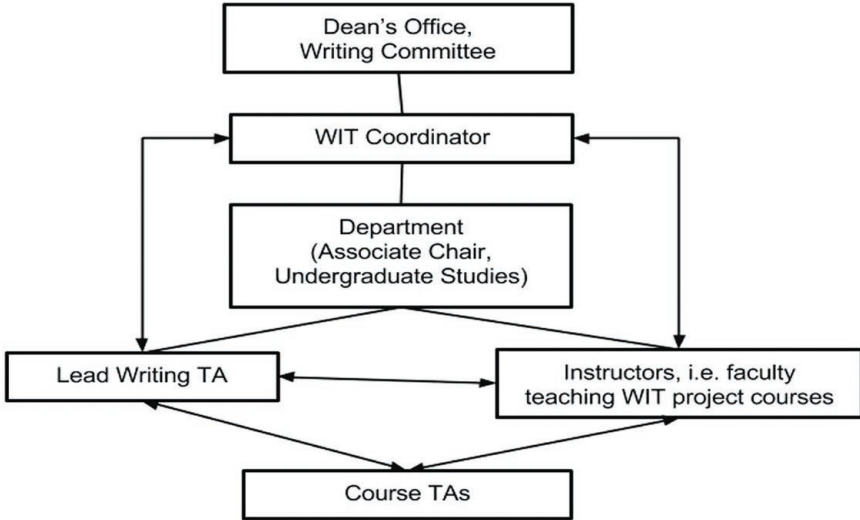 Dean’s Office,
Writing Committee
WIT Coordinator
Department
(Associate Chair,
Undergraduate Studies)
Lead Writing TA
Instructors, i.e. faculty
teaching WIT project courses
Course TAs